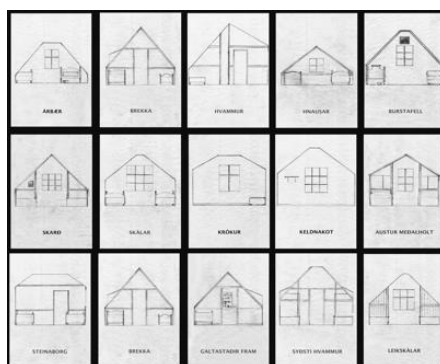 ÁRBÆR
BREKKA
HVAMMUR
HNAUSAR
BURSTAFELL
SKARÐ
SKÁLAR
KRÓKUR
KELDNAKOT
AUSTUR MEÐALHOLT
STEINABORG
BREKKA
GALTASTAÐIR FRAM
SYÐSTI HVAMMUR
LEIKSKÁLAR